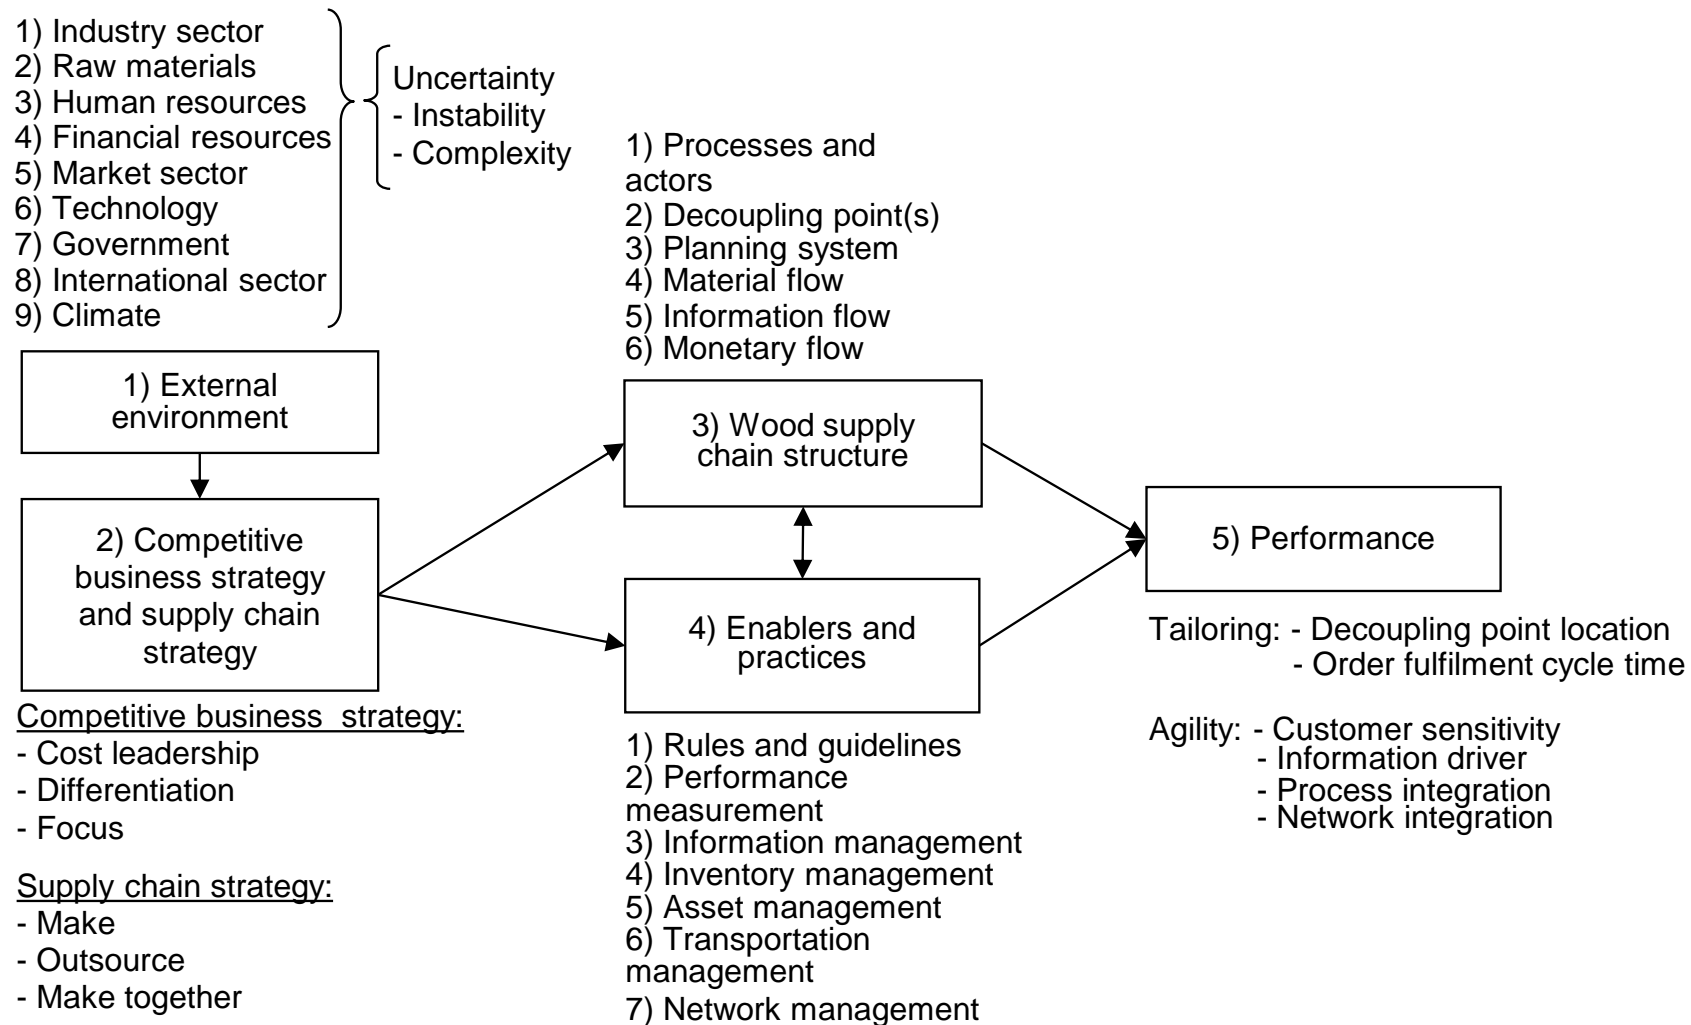 1) Industry sector
2) Raw materials
3) Human resources
4) Financial resources
5) Market sector
6) Technology
7) Government
8) International sector
9) Climate
Uncertainty
- Instability
- Complexity
1) External
environment
2) Competitive
business strategy
and supply chain
strategy
Competitive business  strategy:
- Cost leadership
- Differentiation
- Focus
Supply chain strategy:
- Make
- Outsource
- Make together
1) Processes and
actors
2) Decoupling point(s)
3) Planning system
4) Material flow
5) Information flow
6) Monetary flow
3) Wood supply
chain structure
4) Enablers and
practices
1) Rules and guidelines
2) Performance
measurement
3) Information management
4) Inventory management
5) Asset management
6) Transportation
management
7) Network management
5) Performance
Tailoring: - Decoupling point location
- Order fulfilment cycle time
Agility: - Customer sensitivity
- Information driver
- Process integration
- Network integration